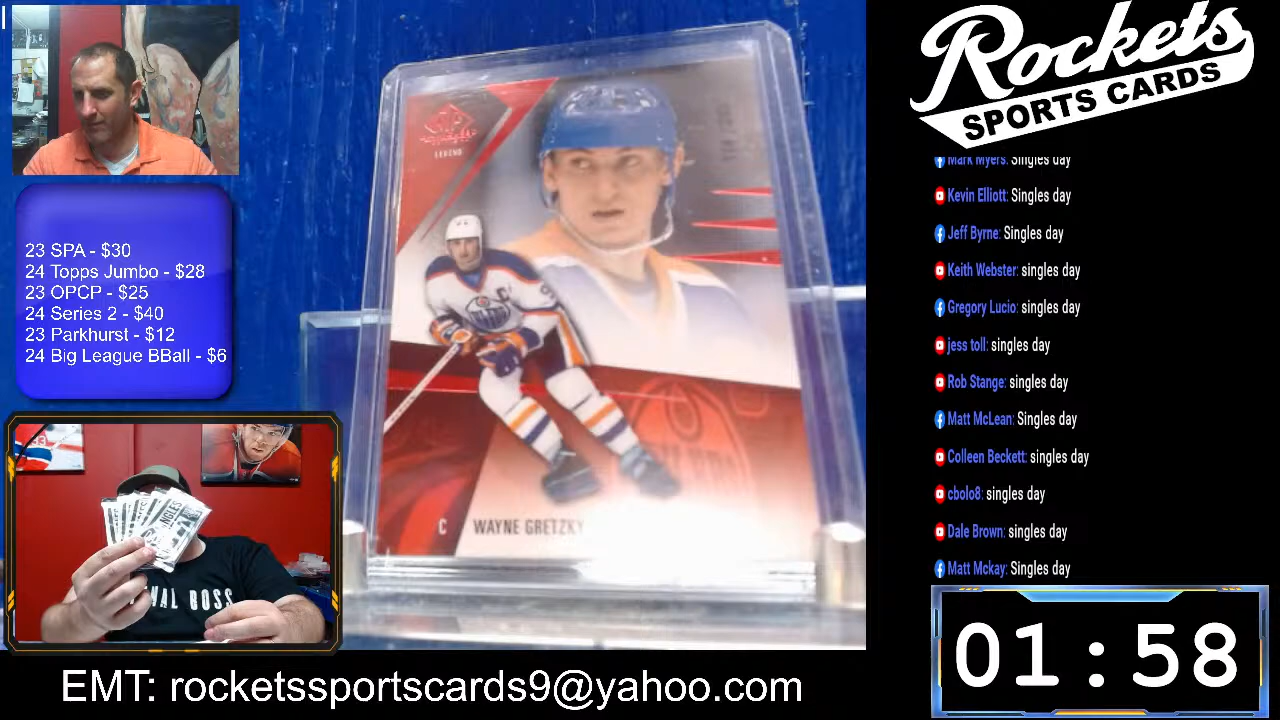 Rockets
SPORTS CARDS
23 SPA - $30
24 Topps Jumbo - $28
23 OPCP - $25
24 Series 2 - $40
23 Parkhurst - $12
24 Big League BBall - $6
LEGEND
C WAYNE GRETZKY
Mark Myers: Singles day
Kevin Elliott: Singles day
Jeff Byrne: Singles day
Keith Webster: singles day
Gregory Lucio: singles day
jess toll: singles day
Rob Stange: singles day
Matt McLean: Singles day
Colleen Beckett: singles day
cbolo8: singles day
Dale Brown: singles day
Matt Mckay: Singles day
BOSS
01:58
EMT: rocketssportscards9@yahoo.com